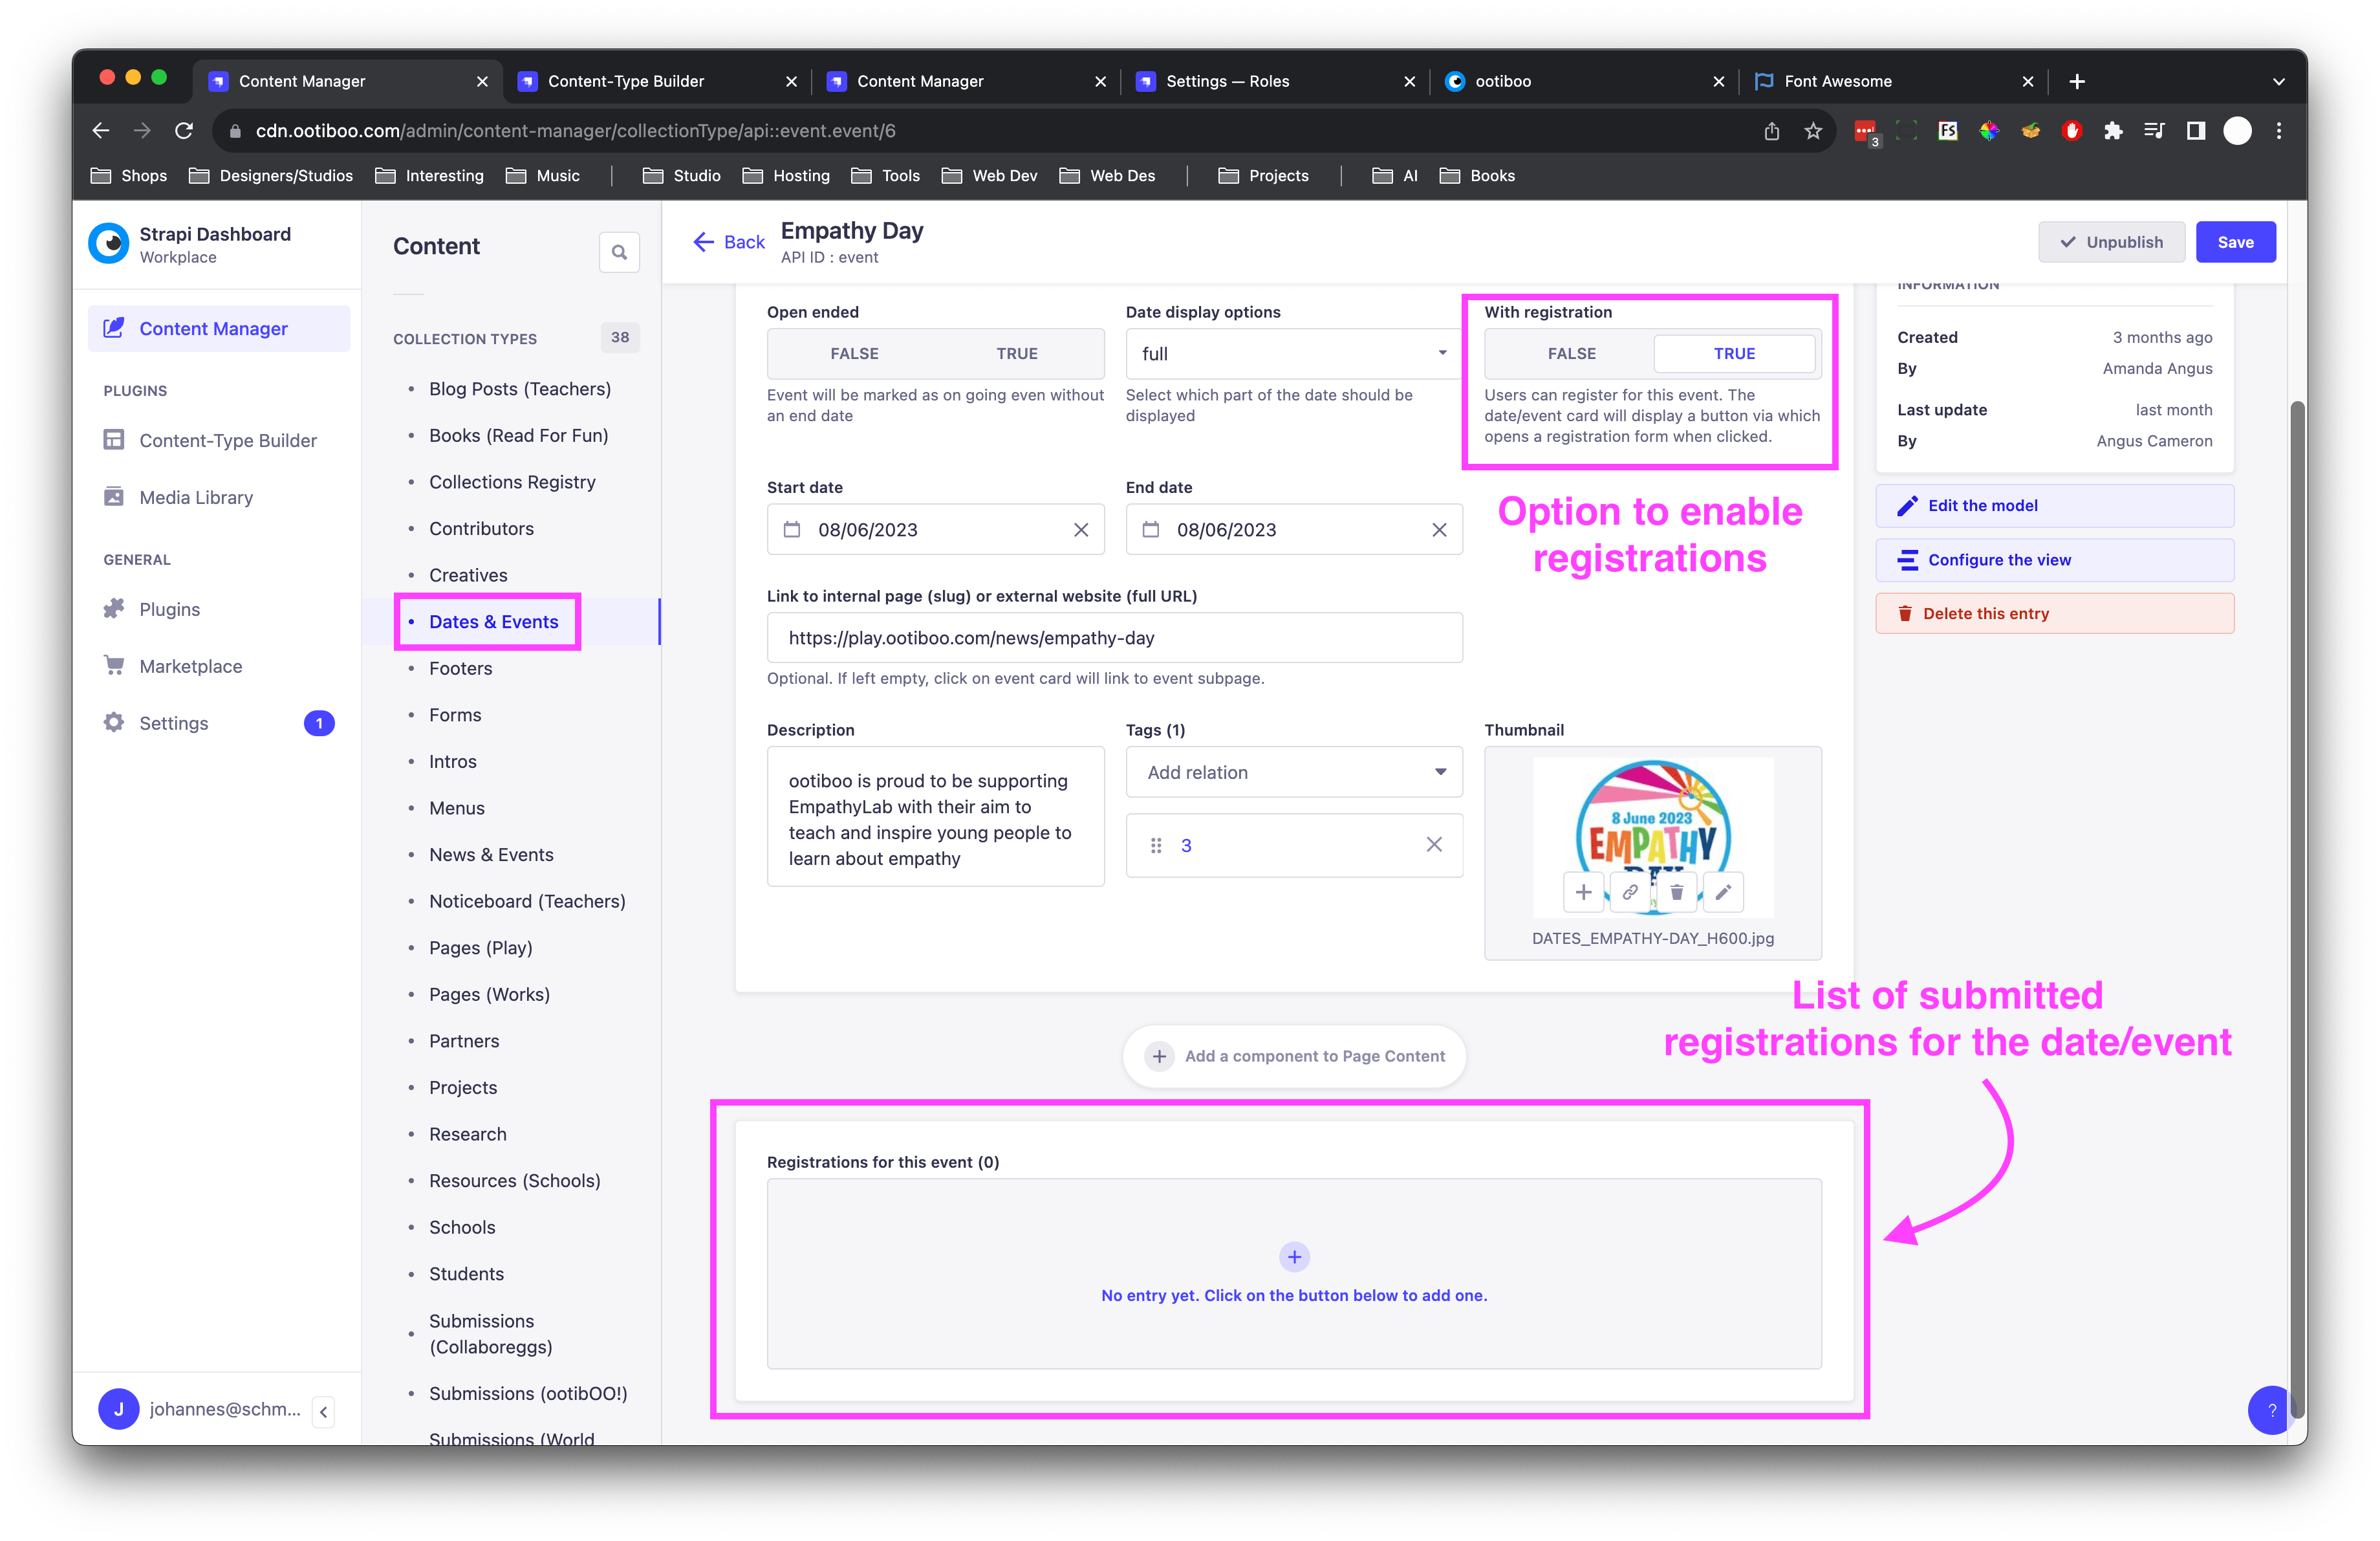 Content Manager
Content-Type Builder
Content Manager
Settings — Roles
ootiboo
Font Awesome
cdn.ootiboo.com/admin/content-manager/collectionType/api::event.event/6
3
Shops
Designers/Studios
Interesting
Music
Studio
Hosting
Tools
Web Dev
Web Des
Projects
AI
Books
Strapi Dashboard
Workplace
Content Manager
PLUGINS
Content-Type Builder
Media Library
GENERAL
Plugins
Marketplace
Settings
1
J
johannes@schm...
Content
COLLECTION TYPES
38
Blog Posts (Teachers)
Books (Read For Fun)
Collections Registry
Contributors
Creatives
Dates & Events
Footers
Forms
Intros
Menus
News & Events
Noticeboard (Teachers)
Pages (Play)
Pages (Works)
Partners
Projects
Research
Resources (Schools)
Schools
Students
Submissions
(Collaboreggs)
Submissions (ootibOO!)
Submissions (World
Back
Empathy Day
API ID : event
Unpublish
Save
Open ended
FALSE
TRUE
Event will be marked as on going even without
an end date
Date display options
full
Select which part of the date should be
displayed
With registration
FALSE
TRUE
Users can register for this event. The
date/event card will display a button via which
opens a registration form when clicked.
Option to enable
registrations
Start date
08/06/2023
End date
08/06/2023
Link to internal page (slug) or external website (full URL)
https://play.ootiboo.com/news/empathy-day
Optional. If left empty, click on event card will link to event subpage.
Description
ootiboo is proud to be supporting
EmpathyLab with their aim to
teach and inspire young people to
learn about empathy
Tags (1)
Add relation
3
Thumbnail
8 June 2023
EMPATHY
DAY
DATES_EMPATHY-DAY_H600.jpg
INFORMATION
Created
3 months ago
By
Amanda Angus
Last update
last month
By
Angus Cameron
Edit the model
Configure the view
Delete this entry
List of submitted
registrations for the date/event
Add a component to Page Content
Registrations for this event (0)
No entry yet. Click on the button below to add one.
?